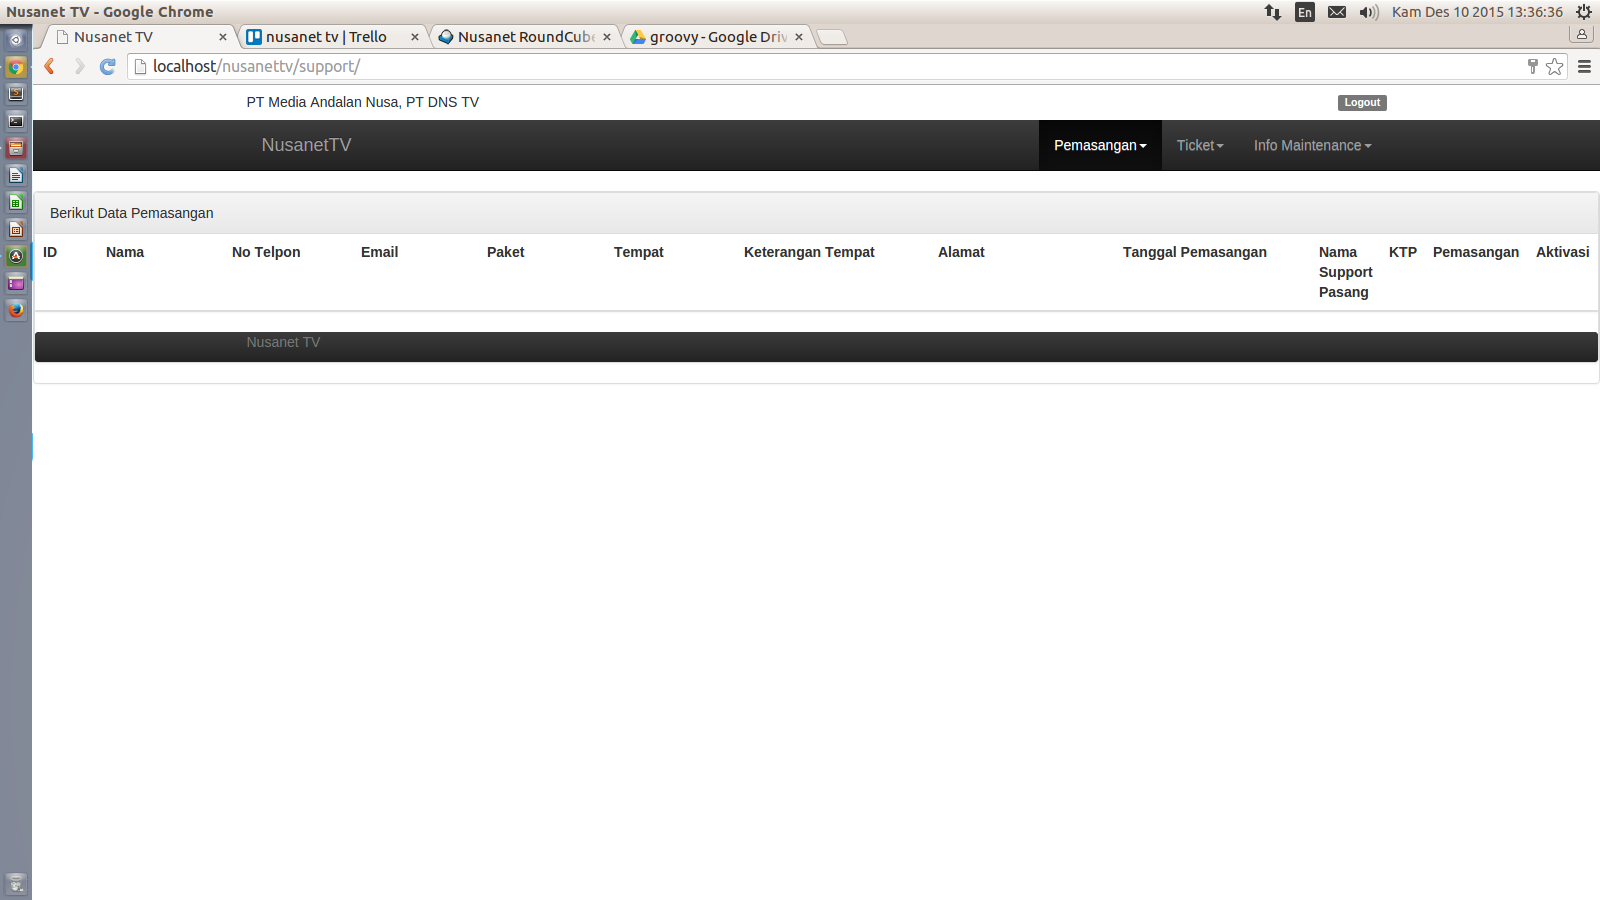 Nusanet TV - Google Chrome
En
Kam Des 10 2015 13:36:36
Nusanet TV
nusanet tv | Trello
Nusanet RoundCube
groovy - Google Driv
localhost/nusanettv/support/
PT Media Andalan Nusa, PT DNS TV
Logout
NusanetTV
Pemasangan
Ticket
Info Maintenance
Berikut Data Pemasangan
ID
Nama
No Telpon
Email
Paket
Tempat
Keterangan Tempat
Alamat
Tanggal Pemasangan
Nama
Support
Pasang
KTP
Pemasangan
Aktivasi
Nusanet TV